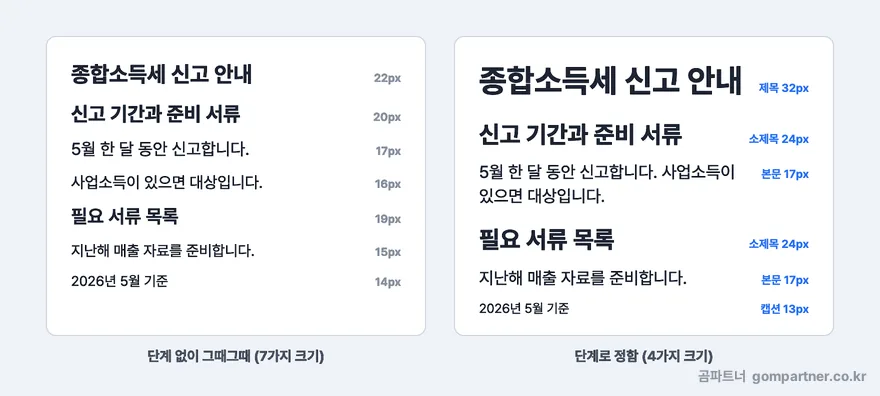 종합소득세 신고 안내 22px
신고 기간과 준비 서류 20px
5월 한 달 동안 신고합니다. 17px
사업소득이 있으면 대상입니다. 16px
필요 서류 목록 19px
지난해 매출 자료를 준비합니다. 15px
2026년 5월 기준 14px
단계 없이 그때그때 (7가지 크기)
종합소득세 신고 안내 제목 32px
신고 기간과 준비 서류 소제목 24px
5월 한 달 동안 신고합니다. 사업소득이 본문 17px
있으면 대상입니다.
필요 서류 목록 소제목 24px
지난해 매출 자료를 준비합니다. 본문 17px
2026년 5월 기준 캡션 13px
단계로 정함 (4가지 크기)
곰파트너 gompartner.co.kr